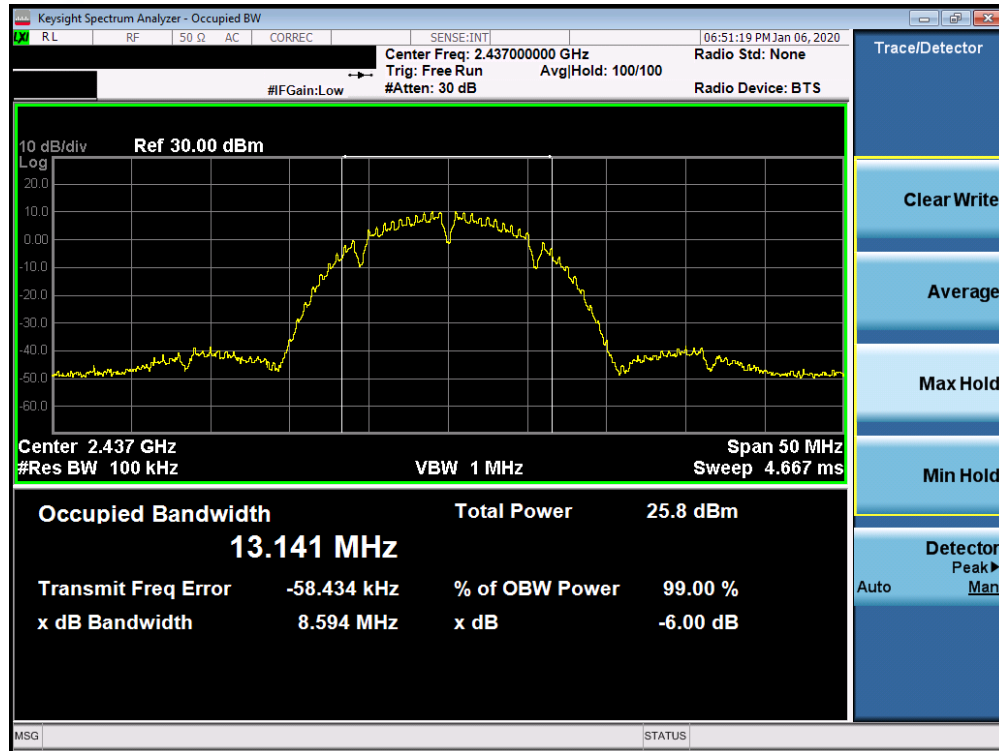 Keysight Spectrum Analyzer - Occupied BW
LXI RL RF 50 Ω AC CORREC SENSE:INT 06:51:19 PM Jan 06, 2020
Center Freq: 2.437000000 GHz Radio Std: None
Trig: Free Run Avg|Hold: 100/100
#IFGain:Low #Atten: 30 dB Radio Device: BTS
10 dB/div Ref 30.00 dBm
Log
20.0
10.0
0.00
-10.0
-20.0
-30.0
-40.0
-50.0
-60.0
Center 2.437 GHz Span 50 MHz
#Res BW 100 kHz VBW 1 MHz Sweep 4.667 ms
Occupied Bandwidth Total Power 25.8 dBm
13.141 MHz
Transmit Freq Error -58.434 kHz % of OBW Power 99.00 %
x dB Bandwidth 8.594 MHz x dB -6.00 dB
MSG STATUS
Trace/Detector
Clear Write
Average
Max Hold
Min Hold
Detector
Peak▶
Auto Man